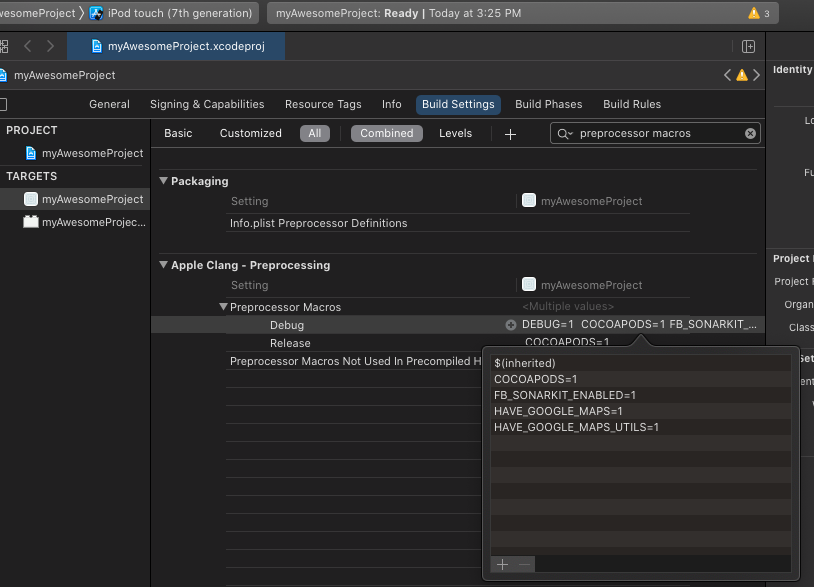 wesomeProject iPod touch (7th generation) myAwesomeProject: Ready | Today at 3:25 PM 3
myAwesomeProject.xcodeproj
myAwesomeProject
Identity
General Signing & Capabilities Resource Tags Info Build Settings Build Phases Build Rules
PROJECT
myAwesomeProject
TARGETS
myAwesomeProject
myAwesomeProjec...
Basic Customized All Combined Levels + preprocessor macros
Packaging
Setting myAwesomeProject
Info.plist Preprocessor Definitions
Apple Clang - Preprocessing
Setting myAwesomeProject
Preprocessor Macros <Multiple values>
Debug DEBUG=1 COCOAPODS=1 FB_SONARKIT_...
Release COCOAPODS=1
Preprocessor Macros Not Used In Precompiled H
$(inherited)
COCOAPODS=1
FB_SONARKIT_ENABLED=1
HAVE_GOOGLE_MAPS=1
HAVE_GOOGLE_MAPS_UTILS=1
Lo
Fu
Project
Project
Organ
Class